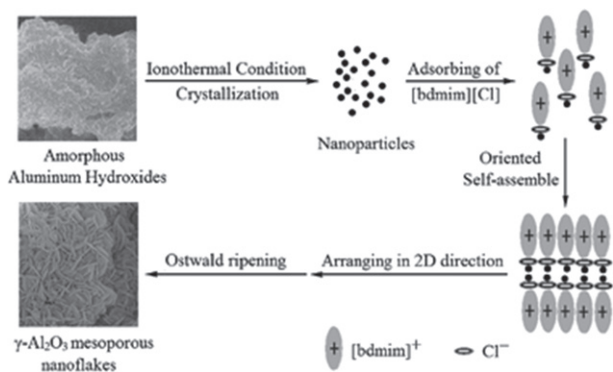 Ionothermal Condition
Crystallization
Adsorbing of
[bdmim][Cl]
Nanoparticles
Amorphous
Aluminum Hydroxides
Oriented
Self-assemble
Ostwald ripening
Arranging in 2D direction
γ-Al₂O₃ mesoporous
nanoflakes
[bdmim]⁺
Cl⁻